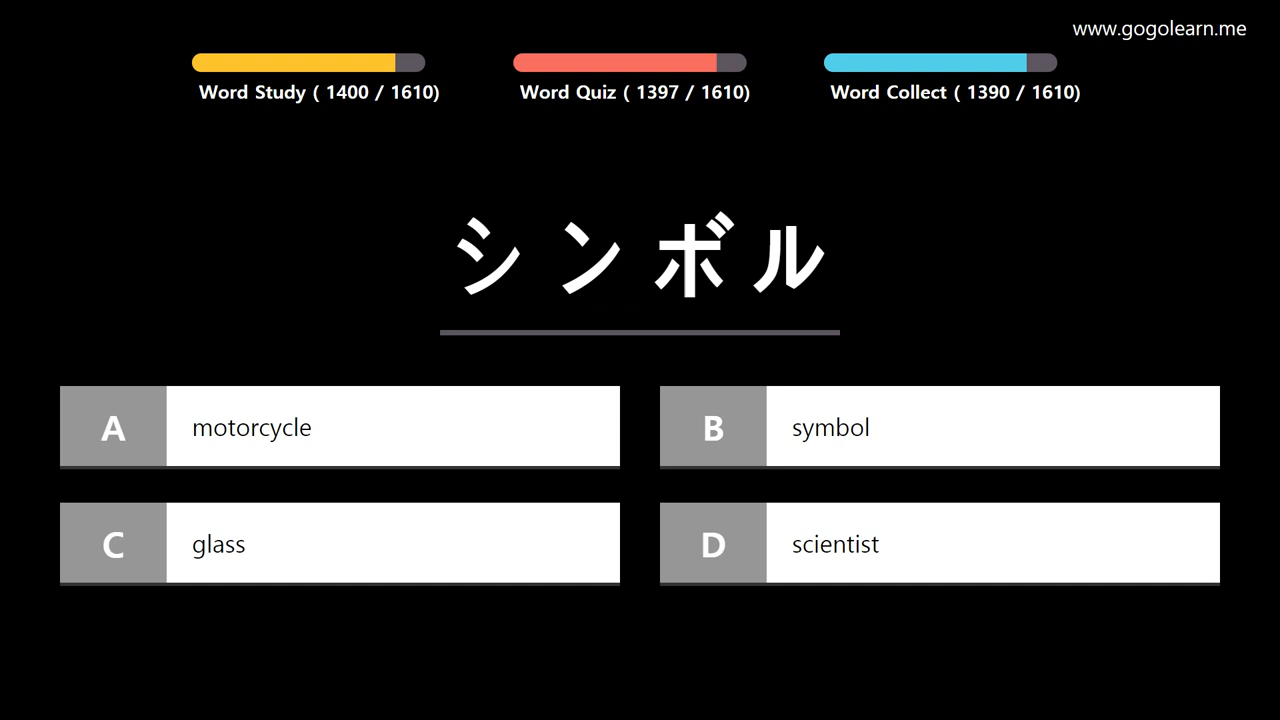 www.gogolearn.me
Word Study ( 1400 / 1610)
Word Quiz ( 1397 / 1610)
Word Collect ( 1390 / 1610)
シンボル
A motorcycle
B symbol
C glass
D scientist